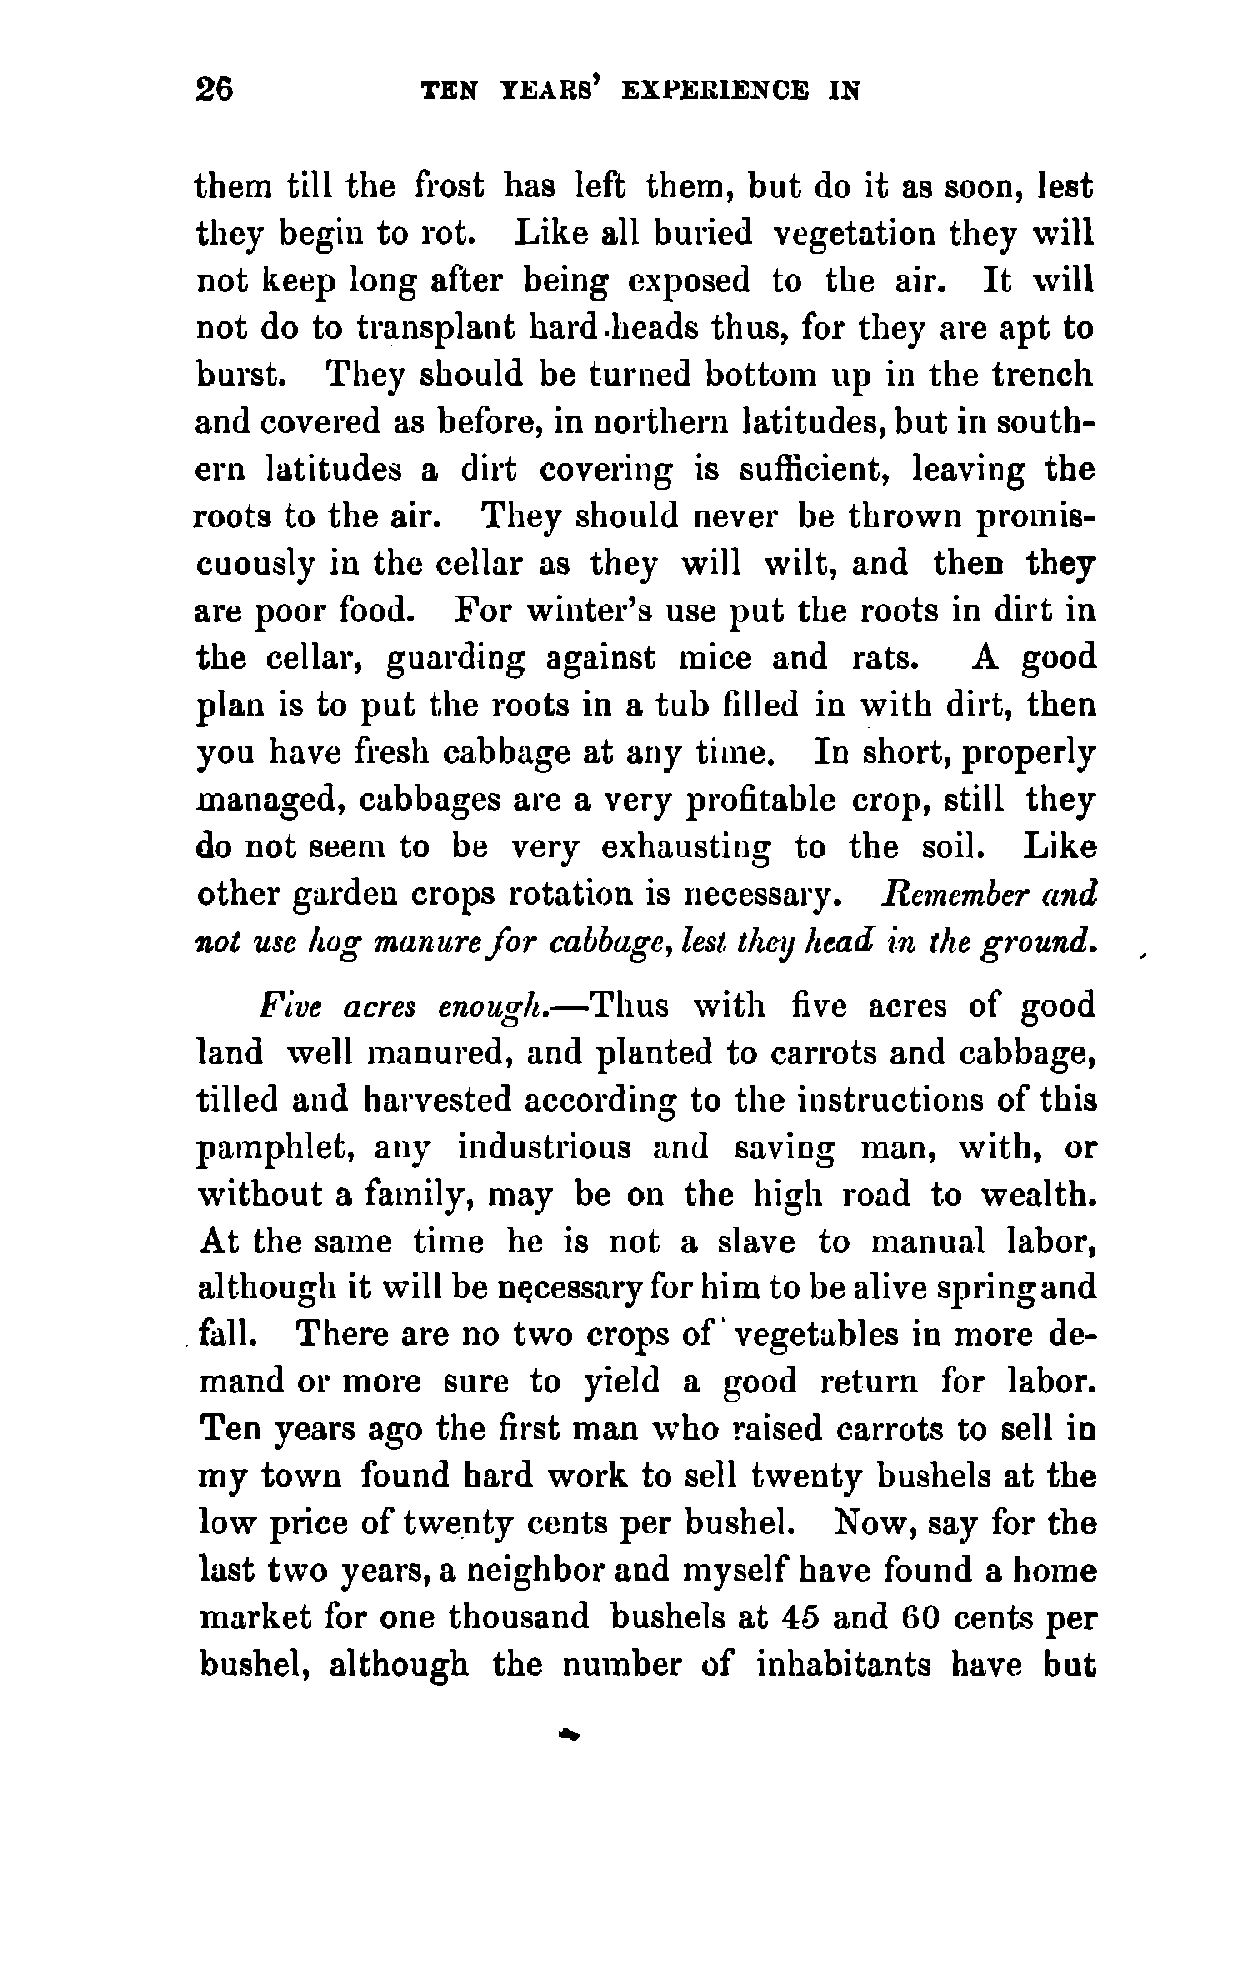 26 TEN YEARS' EXPERIENCE IN
them till the frost has left them, but do it as soon, lest
they begin to rot. Like all buried vegetation they will
not keep long after being exposed to the air. It will
not do to transplant hard heads thus, for they are apt to
burst. They should be turned bottom up in the trench
and covered as before, in northern latitudes, but in south-
ern latitudes a dirt covering is sufficient, leaving the
roots to the air. They should never be thrown promis-
cuously in the cellar as they will wilt, and then they
are poor food. For winter's use put the roots in dirt in
the cellar, guarding against mice and rats. A good
plan is to put the roots in a tub filled in with dirt, then
you have fresh cabbage at any time. In short, properly
managed, cabbages are a very profitable crop, still they
do not seem to be very exhausting to the soil. Like
other garden crops rotation is necessary. Remember and
not use hog manure for cabbage, lest they head in the ground.
Five acres enough.—Thus with five acres of good
land well manured, and planted to carrots and cabbage,
tilled and harvested according to the instructions of this
pamphlet, any industrious and saving man, with, or
without a family, may be on the high road to wealth.
At the same time he is not a slave to manual labor,
although it will be necessary for him to be alive spring and
fall. There are no two crops of vegetables in more de-
mand or more sure to yield a good return for labor.
Ten years ago the first man who raised carrots to sell in
my town found hard work to sell twenty bushels at the
low price of twenty cents per bushel. Now, say for the
last two years, a neighbor and myself have found a home
market for one thousand bushels at 45 and 60 cents per
bushel, although the number of inhabitants have but